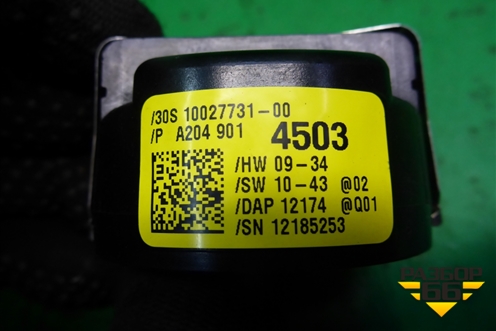 /30S 10027731-00
/P A204 901 4503
/HW 09-34
/SW 10-43 @02
/DAP 12174 @Q01
/SN 12185253
РАЗБОР
66